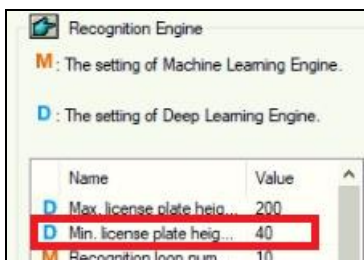 Recognition Engine
M : The setting of Machine Learning Engine.
D : The setting of Deep Learning Engine.
Name Value
D Max. license plate heig... 200
D Min. license plate heig... 40
M Recognition loop num... 10